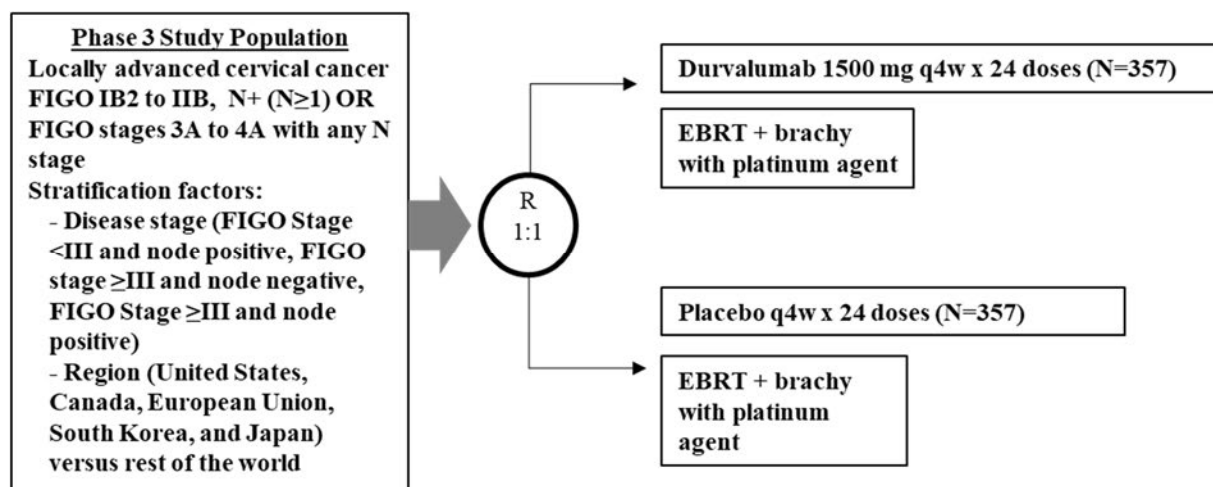 Phase 3 Study Population
Locally advanced cervical cancer
FIGO IB2 to IIB, N+ (N≥1) OR
FIGO stages 3A to 4A with any N
stage
Stratification factors:
- Disease stage (FIGO Stage
<III and node positive, FIGO
stage ≥III and node negative,
FIGO Stage ≥III and node
positive)
- Region (United States,
Canada, European Union,
South Korea, and Japan)
versus rest of the world
R
1:1
Durvalumab 1500 mg q4w x 24 doses (N=357)
EBRT + brachy
with platinum agent
Placebo q4w x 24 doses (N=357)
EBRT + brachy
with platinum
agent